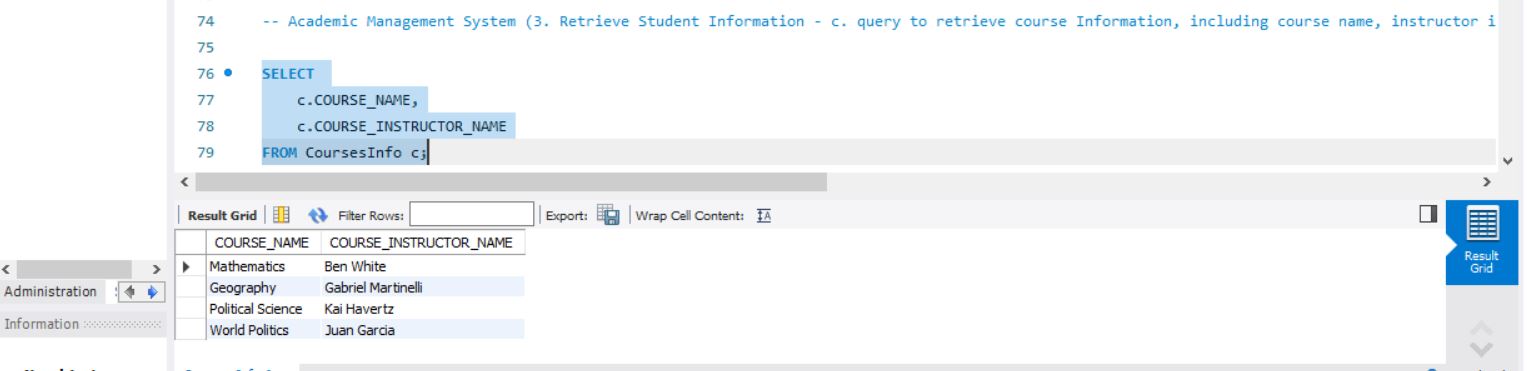 74 -- Academic Management System (3. Retrieve Student Information - c. query to retrieve course Information, including course name, instructor i
75
76 SELECT
77 c.COURSE_NAME,
78 c.COURSE_INSTRUCTOR_NAME
79 FROM CoursesInfo c;
Result Grid Filter Rows: Export: Wrap Cell Content: IA
COURSE_NAME COURSE_INSTRUCTOR_NAME
Mathematics Ben White
Geography Gabriel Martinelli
Political Science Kai Havertz
World Politics Juan Garcia
Result
Grid
Administration
Information